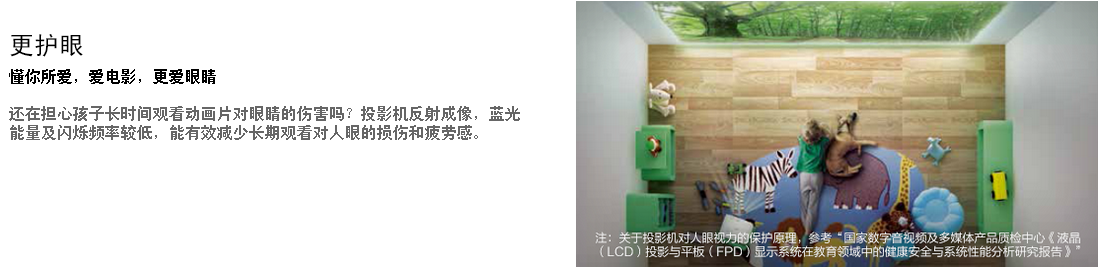 更护眼
懂你所爱，爱电影，更爱眼睛
还在担心孩子长时间观看动画片对眼睛的伤害吗？投影机反射成像，蓝光
能量及闪烁频率较低，能有效减少长期观看对人眼的损伤和疲劳感。
注：关于投影机对人眼视力的保护原理，参考“国家数字音视频及多媒体产品质检中心《液晶
（LCD）投影与平板（FPD）显示系统在教育领域中的健康安全与系统性能分析研究报告》”